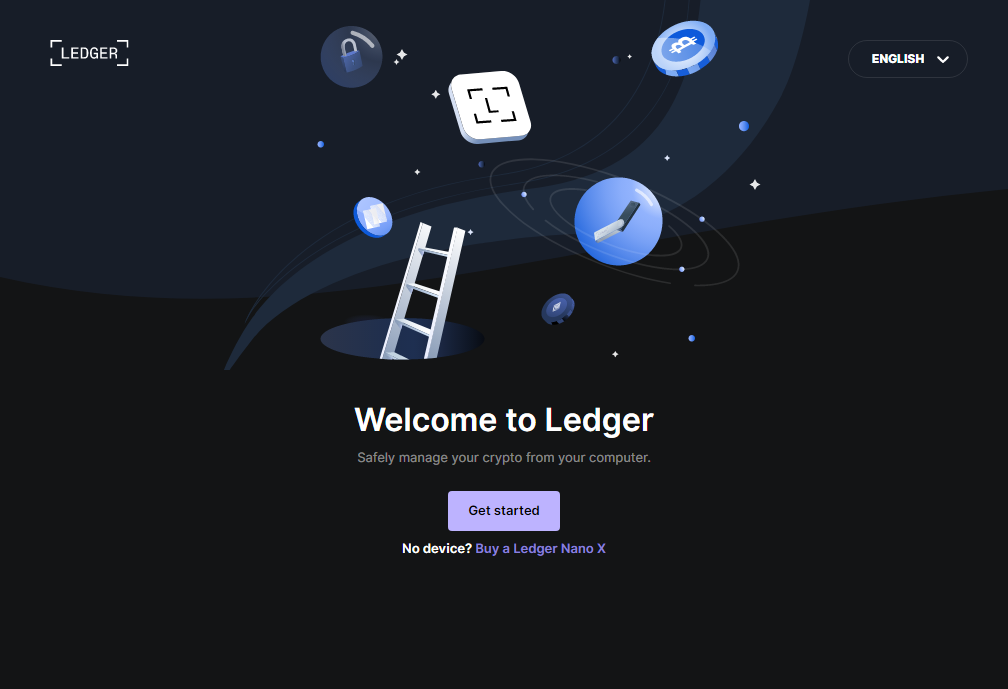 LEDGER
ENGLISH
Welcome to Ledger
Safely manage your crypto from your computer.
Get started
No device? Buy a Ledger Nano X